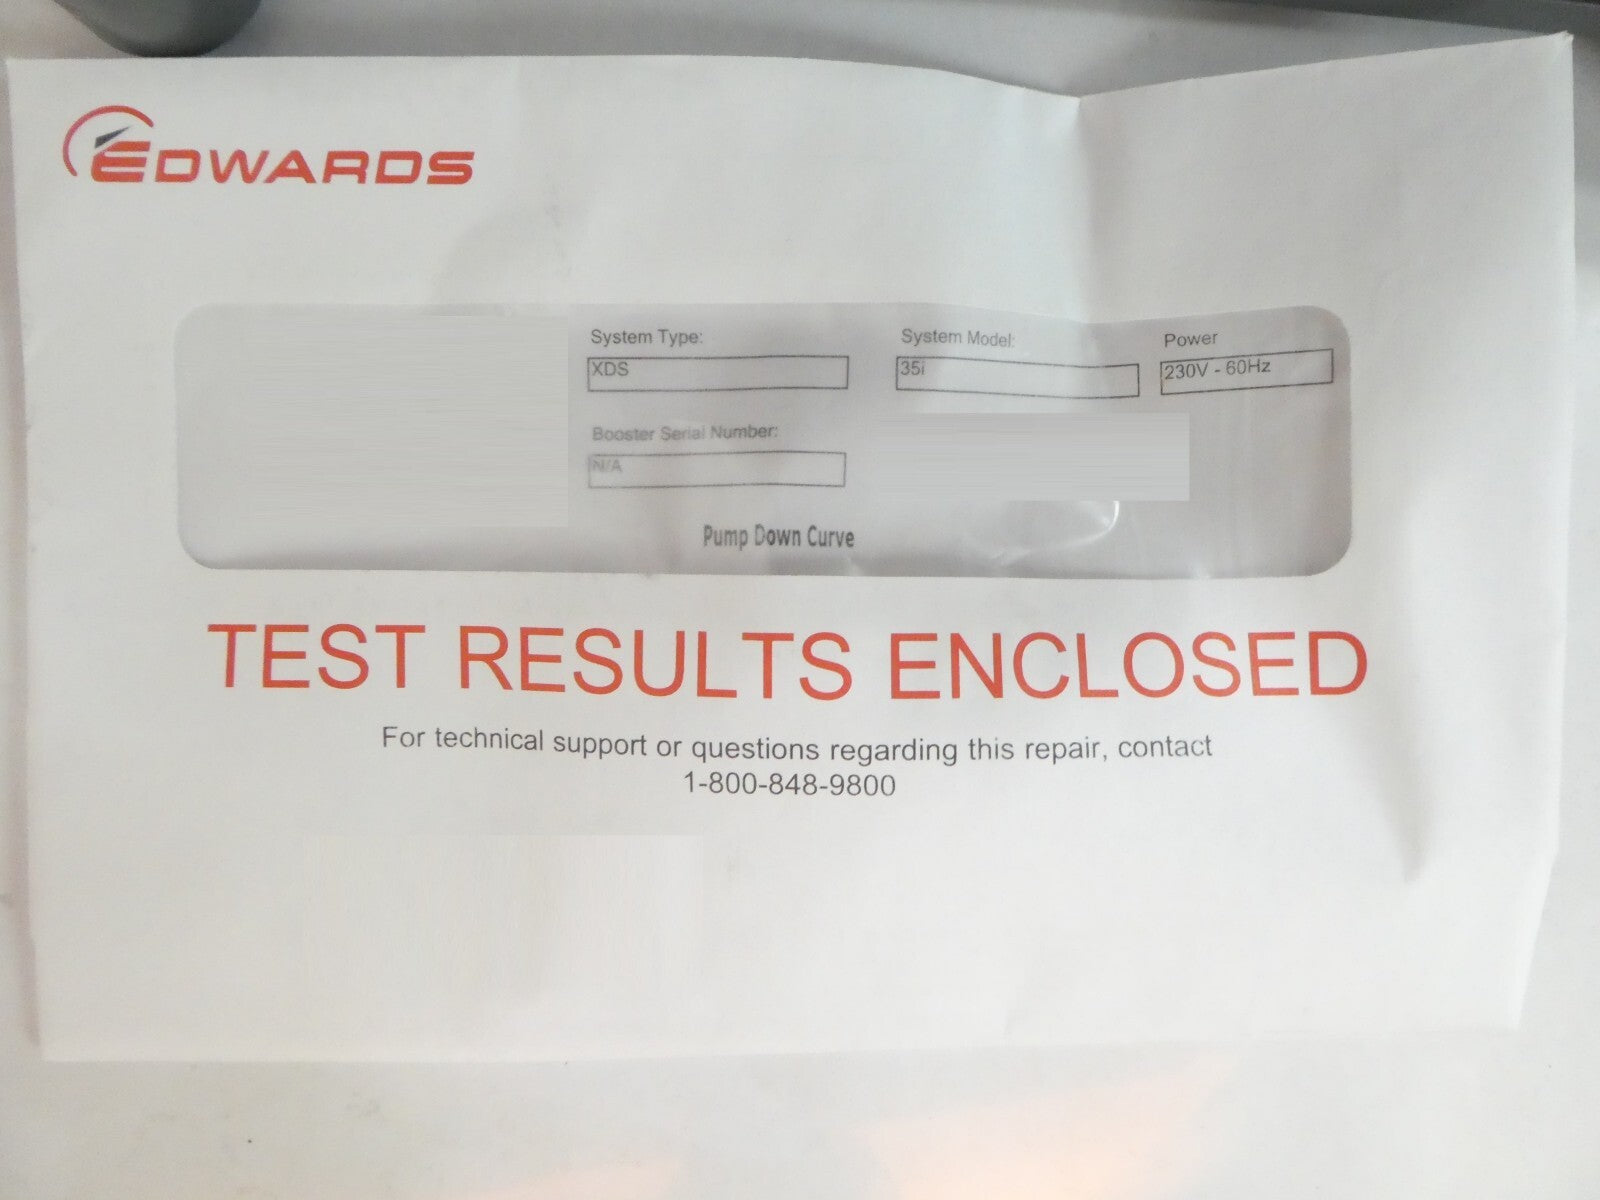 EDWARDS
System Type: System Model: Power
XDS 35i 230V - 60Hz
Booster Serial Number:
N/A
Pump Down Curve
TEST RESULTS ENCLOSED
For technical support or questions regarding this repair, contact
1-800-848-9800